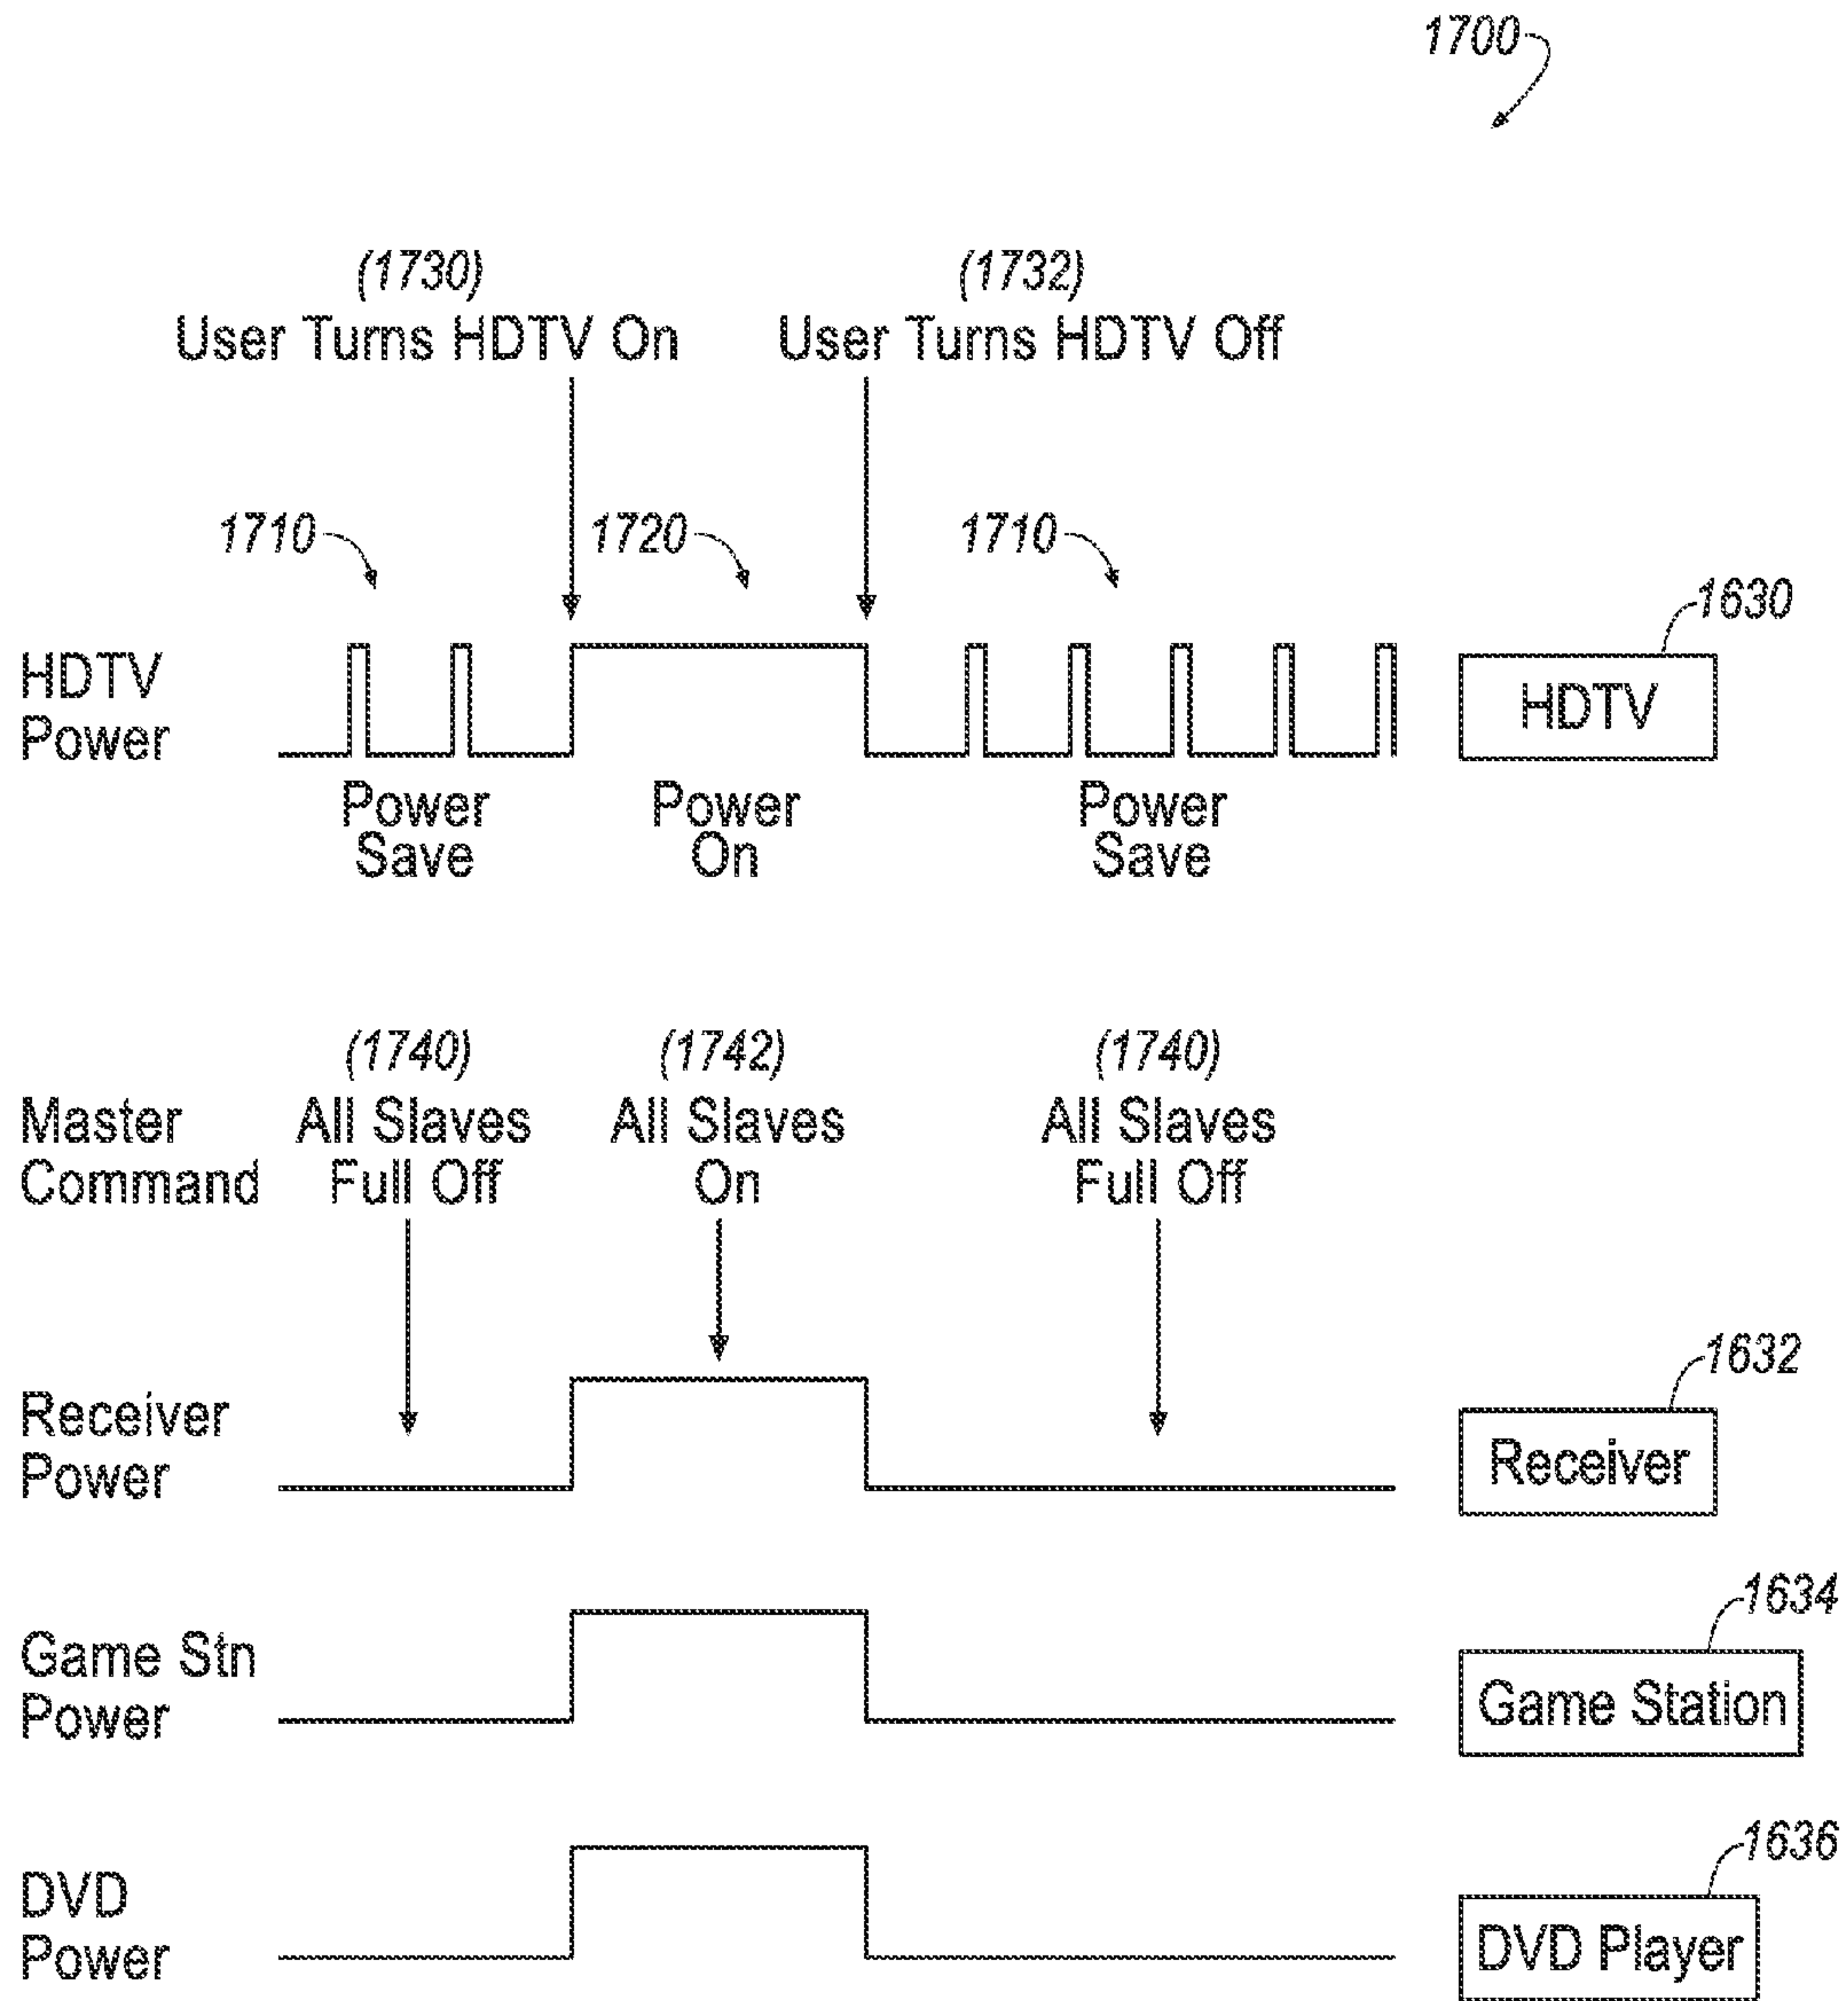 1700
(1730)
User Turns HDTV On
(1732)
User Turns HDTV Off
1710
1720
1710
HDTV
Power
1630
HDTV
Power
Save
Power
On
Power
Save
Master
Command
(1740)
All Slaves
Full Off
(1742)
All Slaves
On
(1740)
All Slaves
Full Off
Receiver
Power
1632
Receiver
Game Stn
Power
1634
Game Station
DVD
Power
1636
DVD Player